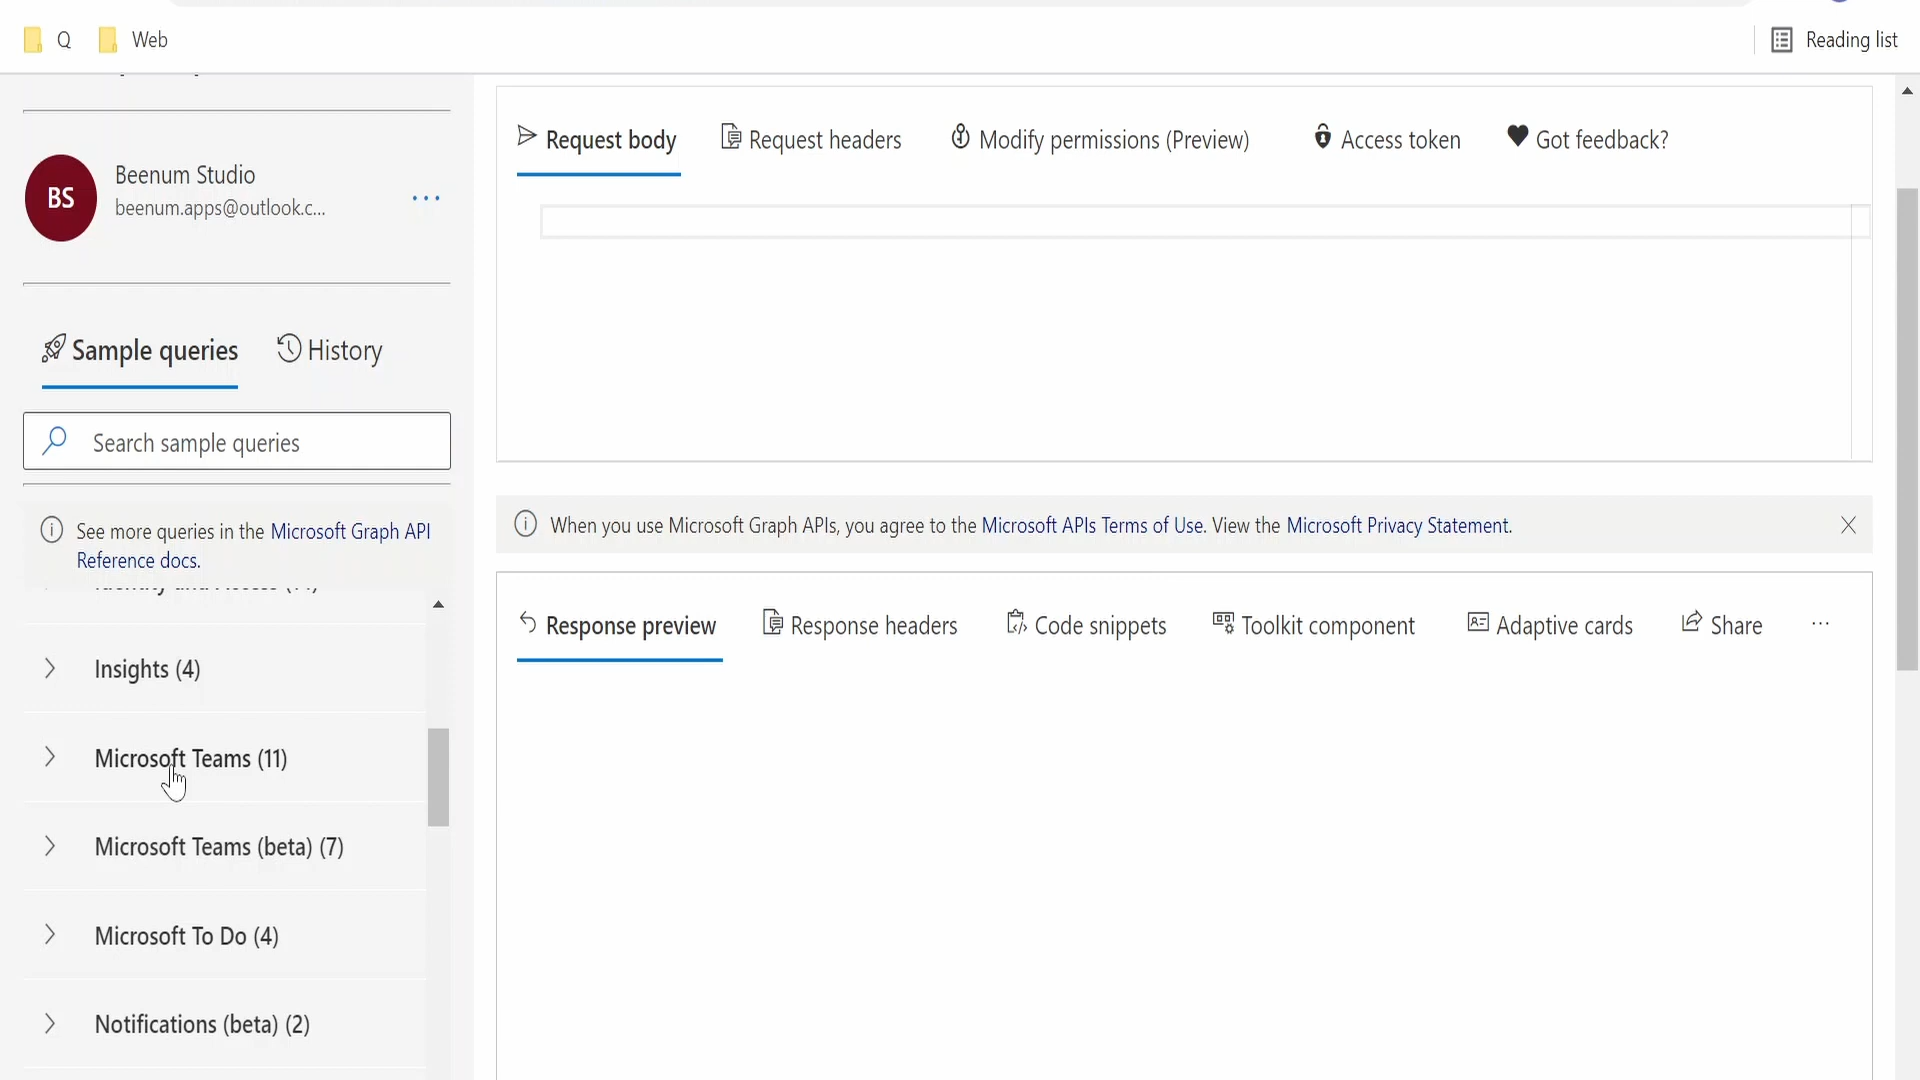 Q
Web
Reading list
BS
Beenum Studio
beenum.apps@outlook.c...
Sample queries
History
Search sample queries
See more queries in the Microsoft Graph API
Reference docs.
Insights (4)
Microsoft Teams (11)
Microsoft Teams (beta) (7)
Microsoft To Do (4)
Notifications (beta) (2)
Request body
Request headers
Modify permissions (Preview)
Access token
Got feedback?
When you use Microsoft Graph APIs, you agree to the Microsoft APIs Terms of Use. View the Microsoft Privacy Statement.
Response preview
Response headers
Code snippets
Toolkit component
Adaptive cards
Share
...